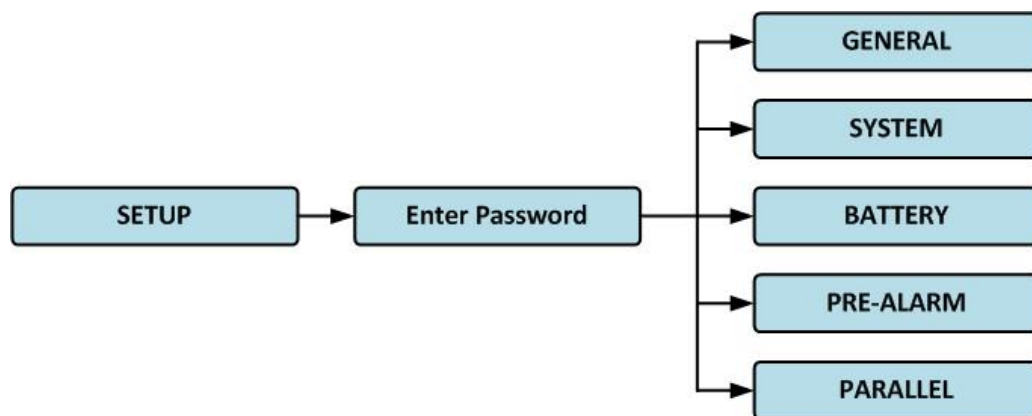 SETUP
Enter Password
GENERAL
SYSTEM
BATTERY
PRE-ALARM
PARALLEL